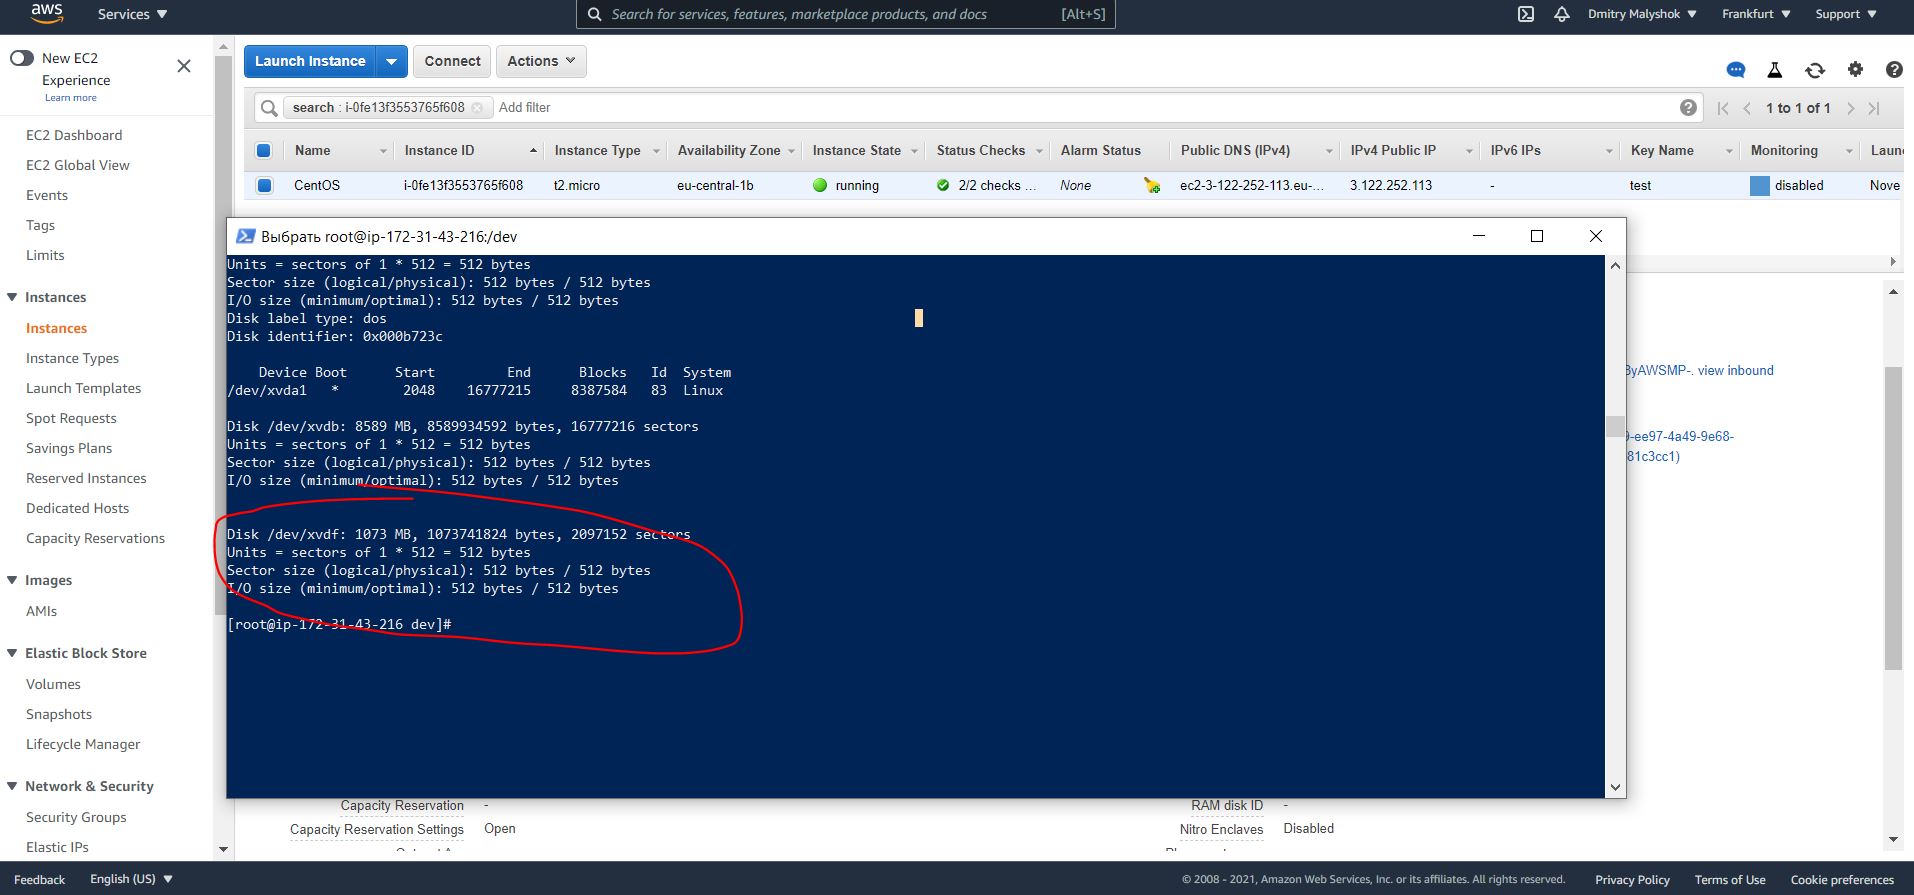 aws
Services
Search for services, features, marketplace products, and docs
[Alt+S]
Dmitry Malyshok
Frankfurt
Support
New EC2
Experience
Learn more
EC2 Dashboard
EC2 Global View
Events
Tags
Limits
Instances
Instances
Instance Types
Launch Templates
Spot Requests
Savings Plans
Reserved Instances
Dedicated Hosts
Capacity Reservations
Images
AMIs
Elastic Block Store
Volumes
Snapshots
Lifecycle Manager
Network & Security
Security Groups
Elastic IPs
Launch Instance
Connect
Actions
search : i-0fe13f3553765f608
Add filter
1 to 1 of 1
Name Instance ID Instance Type Availability Zone Instance State Status Checks Alarm Status Public DNS (IPv4) IPv4 Public IP IPv6 IPs Key Name Monitoring Laun
CentOS i-0fe13f3553765f608 t2.micro eu-central-1b running 2/2 checks ... None ec2-3-122-252-113.eu-... 3.122.252.113 - test disabled Nove
Выбрать root@ip-172-31-43-216:/dev
Units = sectors of 1 * 512 = 512 bytes
Sector size (logical/physical): 512 bytes / 512 bytes
I/O size (minimum/optimal): 512 bytes / 512 bytes
Disk label type: dos
Disk identifier: 0x000b723c
Device Boot Start End Blocks Id System
/dev/xvda1 * 2048 16777215 8387584 83 Linux
Disk /dev/xvdb: 8589 MB, 8589934592 bytes, 16777216 sectors
Units = sectors of 1 * 512 = 512 bytes
Sector size (logical/physical): 512 bytes / 512 bytes
I/O size (minimum/optimal): 512 bytes / 512 bytes
Disk /dev/xvdf: 1073 MB, 1073741824 bytes, 2097152 sectors
Units = sectors of 1 * 512 = 512 bytes
Sector size (logical/physical): 512 bytes / 512 bytes
I/O size (minimum/optimal): 512 bytes / 512 bytes
[root@ip-172-31-43-216 dev]#
ByAWSMP-. view inbound
9-ee97-4a49-9e68-
81c3cc1)
Capacity Reservation -
RAM disk ID -
Capacity Reservation Settings Open
Nitro Enclaves Disabled
Feedback
English (US)
© 2008 - 2021, Amazon Web Services, Inc. or its affiliates. All rights reserved.
Privacy Policy
Terms of Use
Cookie preferences